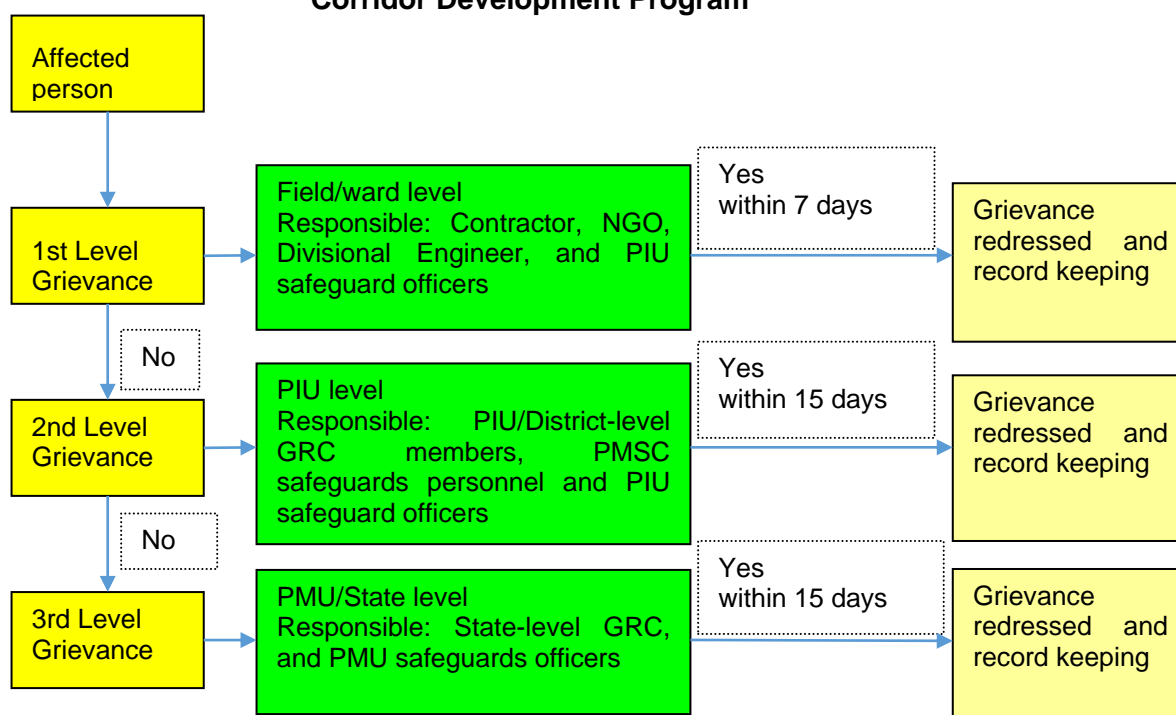 Corridor Development Program
Affected
person
1st Level
Grievance
Field/ward level
Responsible: Contractor, NGO,
Divisional Engineer, and PIU
safeguard officers
Yes
within 7 days
Grievance
redressed and
record keeping
No
2nd Level
Grievance
PIU level
Responsible: PIU/District-level
GRC members, PMSC
safeguards personnel and PIU
safeguard officers
Yes
within 15 days
Grievance
redressed and
record keeping
No
3rd Level
Grievance
PMU/State level
Responsible: State-level GRC,
and PMU safeguards officers
Yes
within 15 days
Grievance
redressed and
record keeping